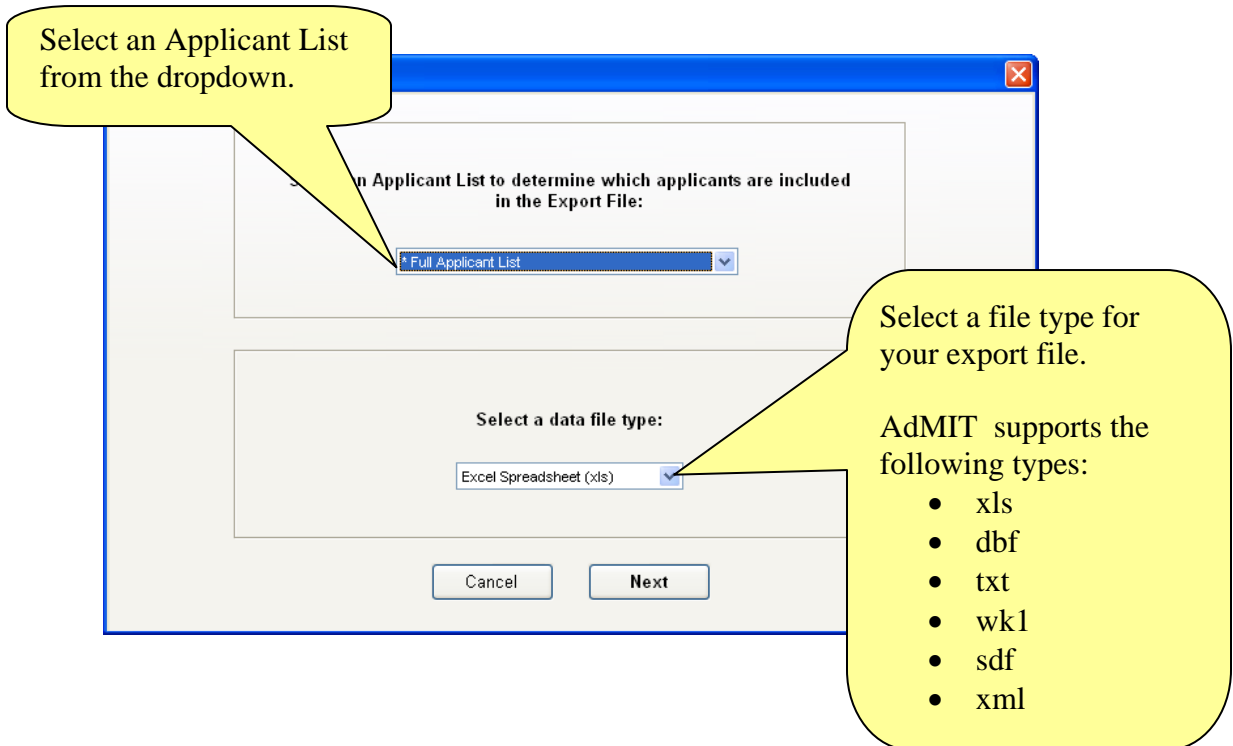 Select an Applicant List
from the dropdown.
n Applicant List to determine which applicants are included
in the Export File:
* Full Applicant List
Select a file type for
your export file.
AdMIT supports the
following types:
• xls
• dbf
• txt
• wk1
• sdf
• xml
Select a data file type:
Excel Spreadsheet (xls)
Cancel Next